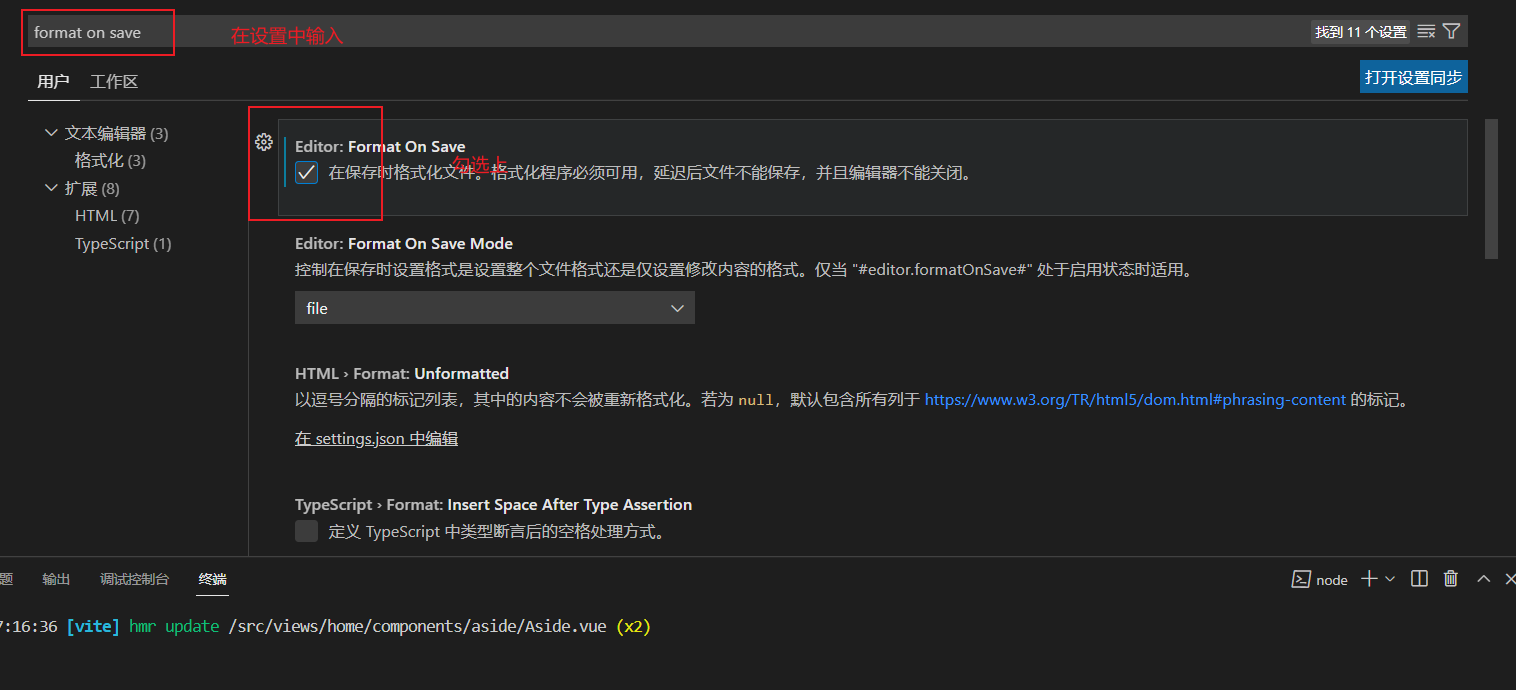 format on save
在设置中输入
找到 11 个设置
用户
工作区
打开设置同步
文本编辑器 (3)
格式化 (3)
扩展 (8)
HTML (7)
TypeScript (1)
Editor: Format On Save
勾选上
在保存时格式化文件。格式化程序必须可用，延迟后文件不能保存，并且编辑器不能关闭。
Editor: Format On Save Mode
控制在保存时设置格式是设置整个文件格式还是仅设置修改内容的格式。仅当 "#editor.formatOnSave#" 处于启用状态时适用。
file
HTML › Format: Unformatted
以逗号分隔的标记列表，其中的内容不会被重新格式化。若为 null，默认包含所有列于 https://www.w3.org/TR/html5/dom.html#phrasing-content 的标记。
在 settings.json 中编辑
TypeScript › Format: Insert Space After Type Assertion
定义 TypeScript 中类型断言后的空格处理方式。
题
输出
调试控制台
终端
node
7:16:36 [vite] hmr update /src/views/home/components/aside/Aside.vue (x2)